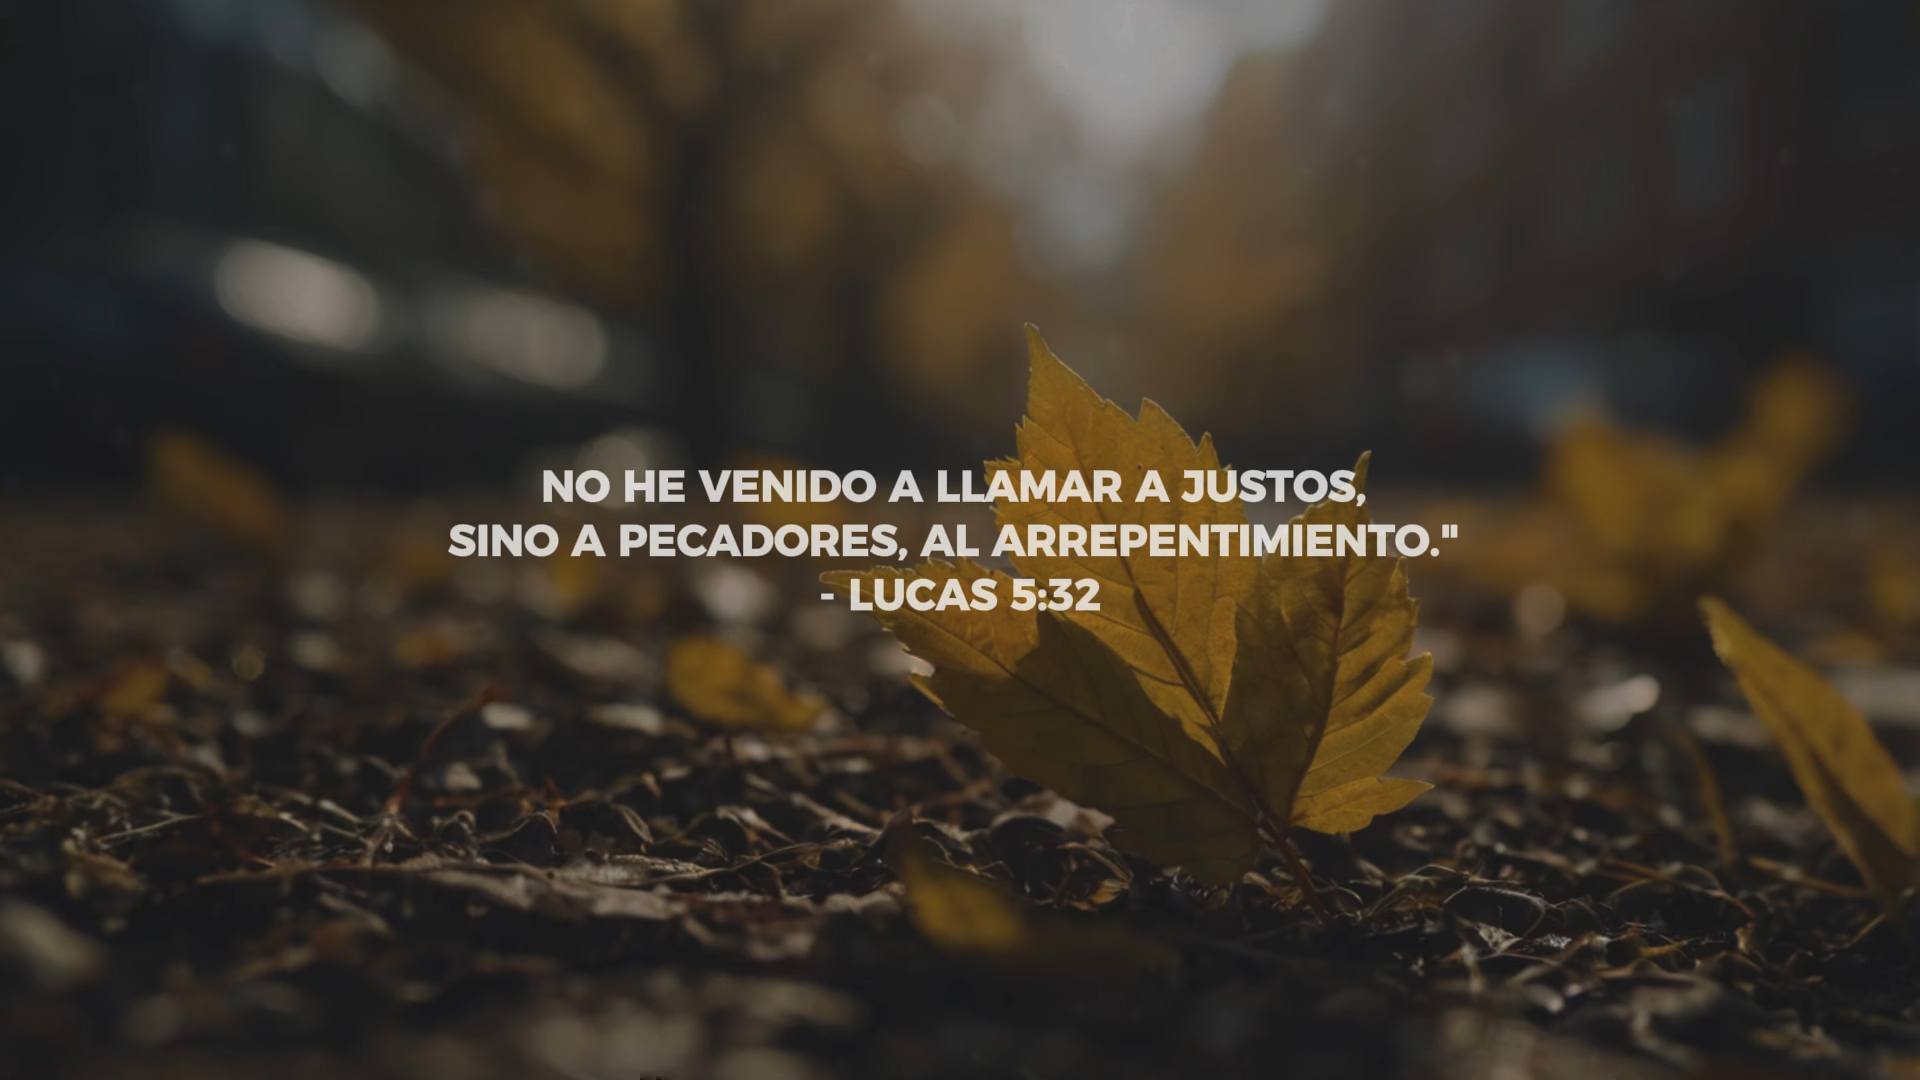 NO HE VENIDO A LLAMAR A JUSTOS,
SINO A PECADORES, AL ARREPENTIMIENTO."
- LUCAS 5:32